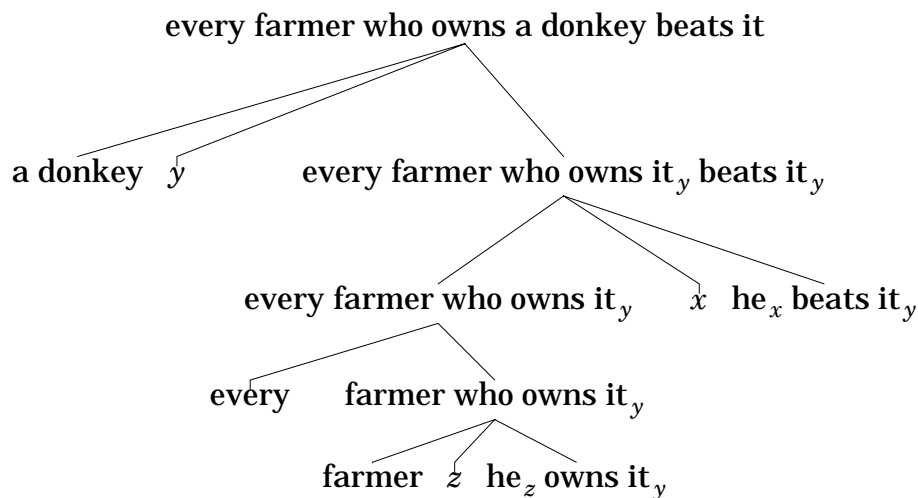 every farmer who owns a donkey beats it
a donkey y every farmer who owns it_y beats it_y
every farmer who owns it_y x he_x beats it_y
every farmer who owns it_y
farmer z he_z owns it_y